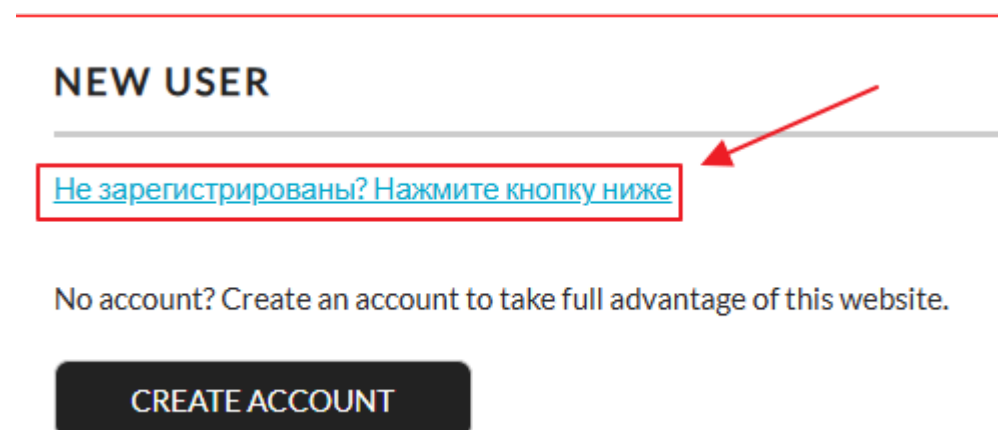 NEW USER
Не зарегистрированы? Нажмите кнопку ниже
No account? Create an account to take full advantage of this website.
CREATE ACCOUNT